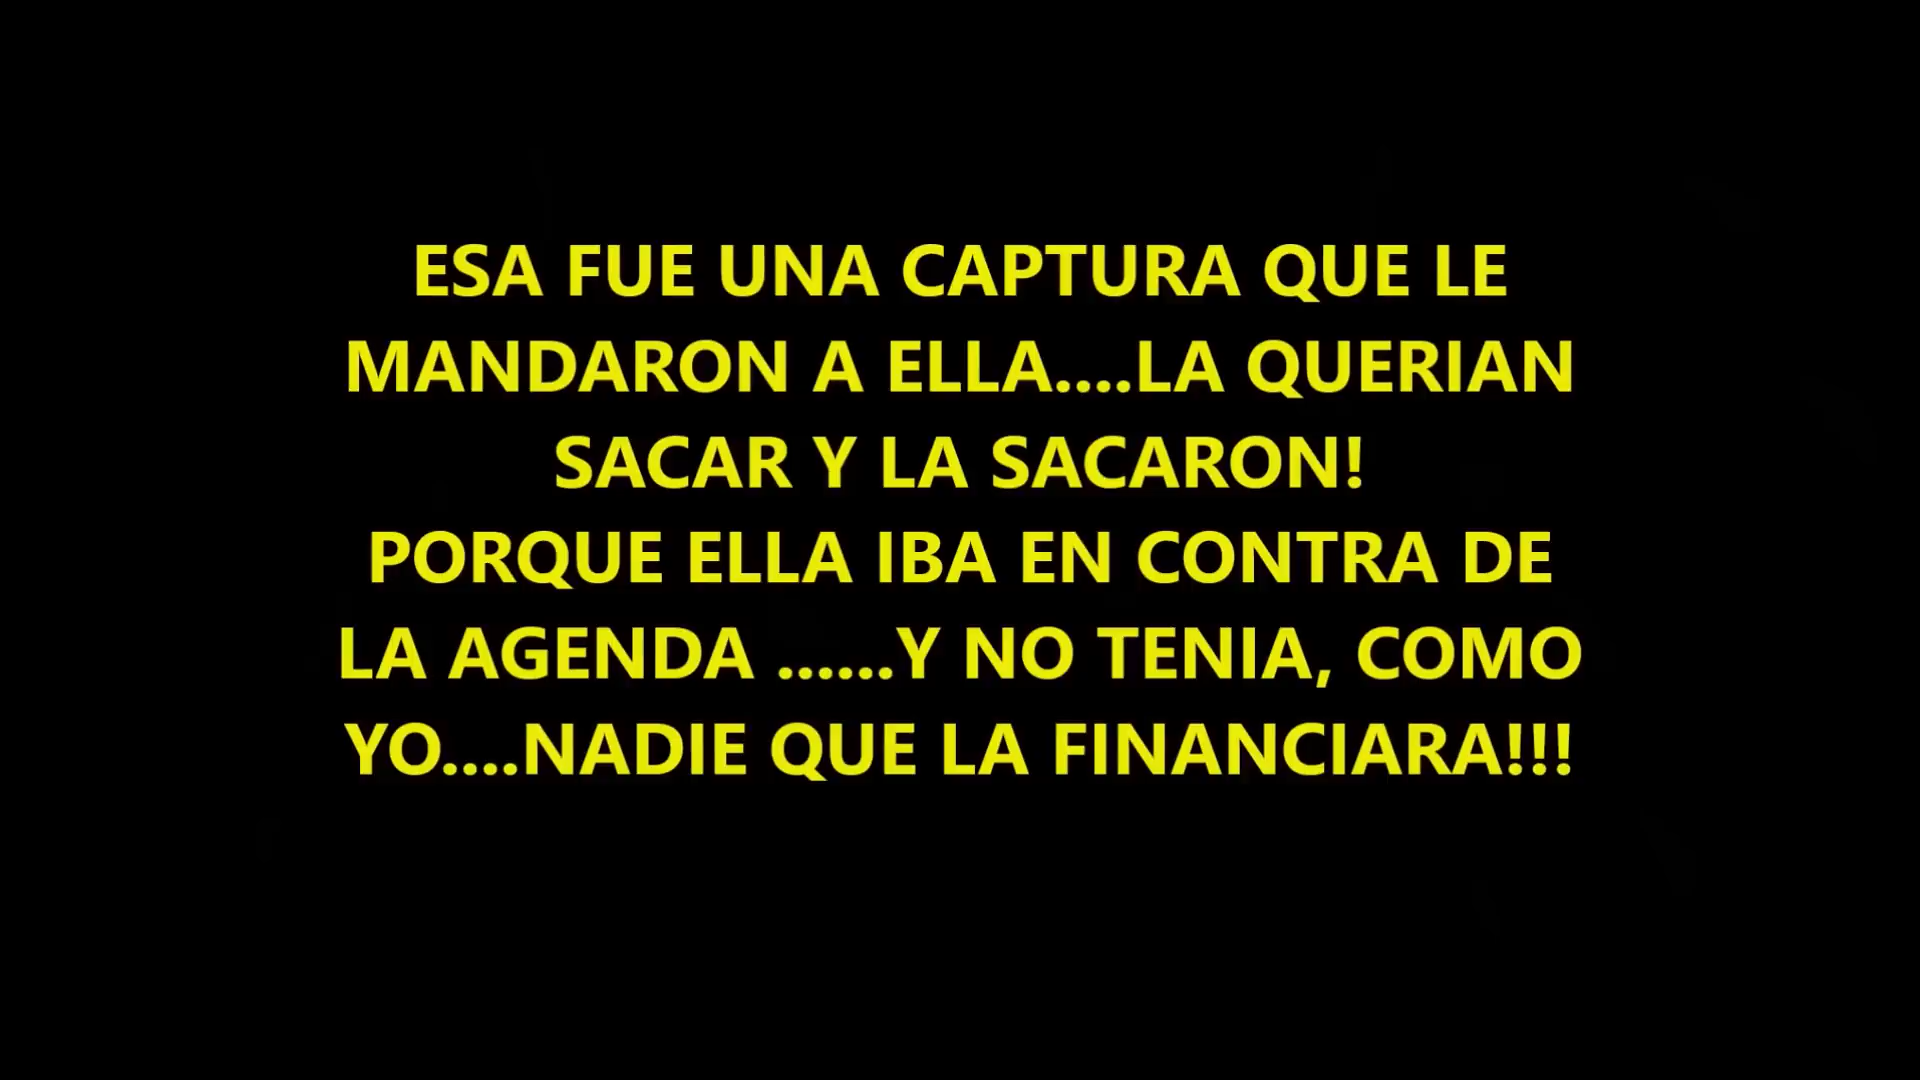 ESA FUE UNA CAPTURA QUE LE
MANDARON A ELLA....LA QUERIAN
SACAR Y LA SACARON!
PORQUE ELLA IBA EN CONTRA DE
LA AGENDA ......Y NO TENIA, COMO
YO....NADIE QUE LA FINANCIARA!!!